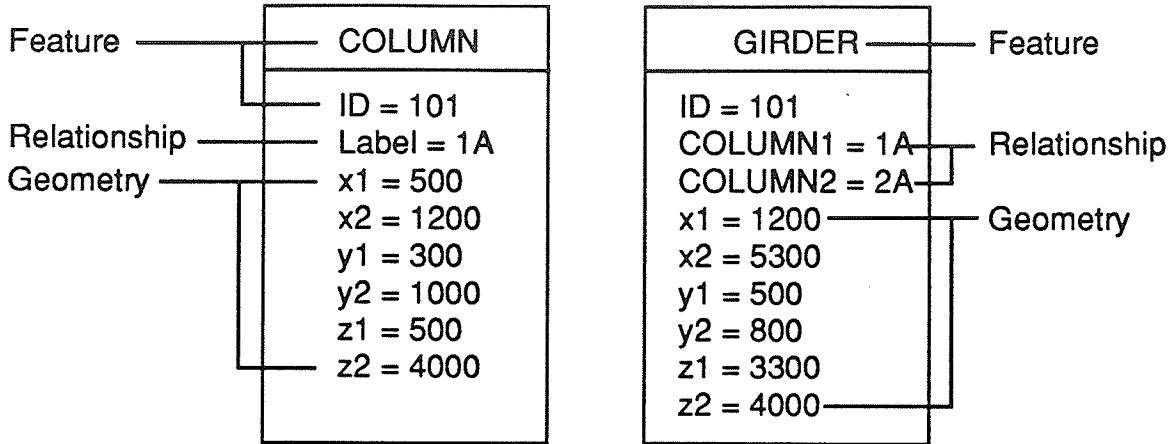 Feature
COLUMN
ID = 101
Relationship
Label = 1A
Geometry
x1 = 500
x2 = 1200
y1 = 300
y2 = 1000
z1 = 500
z2 = 4000
GIRDER
Feature
ID = 101
COLUMN1 = 1A
Relationship
COLUMN2 = 2A
x1 = 1200
Geometry
x2 = 5300
y1 = 500
y2 = 800
z1 = 3300
z2 = 4000